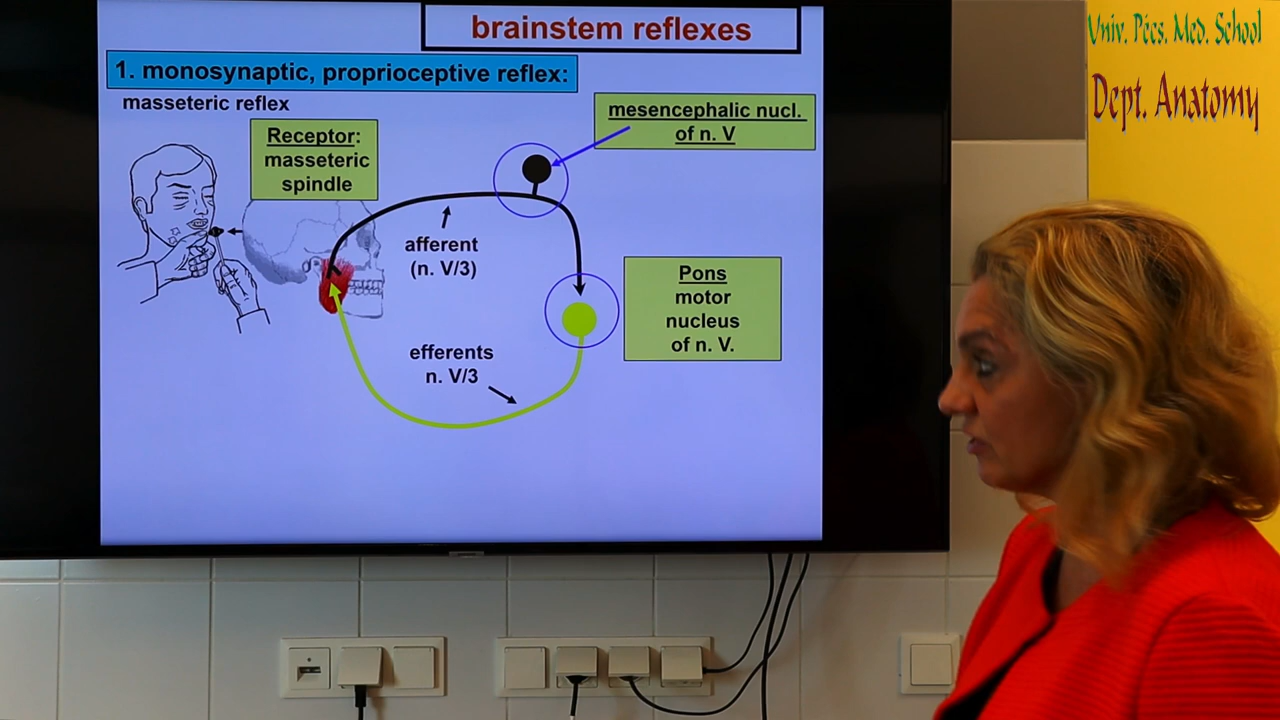 brainstem reflexes
1. monosynaptic, proprioceptive reflex:
masseteric reflex
Receptor:
masseteric
spindle
mesencephalic nucl.
of n. V
afferent
(n. V/3)
Pons
motor
nucleus
of n. V.
efferents
n. V/3
Univ. Pécs. Med. School
Dept. Anatomy